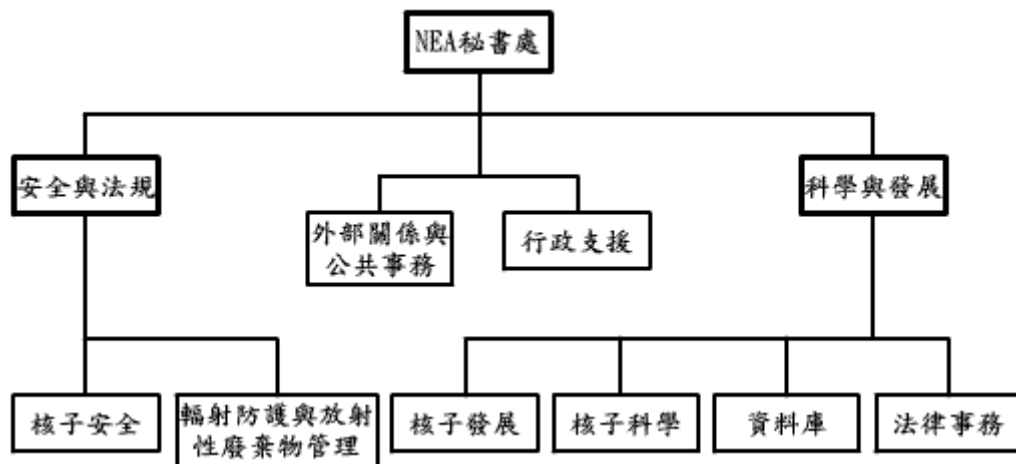 NEA秘書處
安全與法規
科學與發展
外部關係與
公共事務
行政支援
核子安全
輻射防護與放射
性廢棄物管理
核子發展
核子科學
資料庫
法律事務